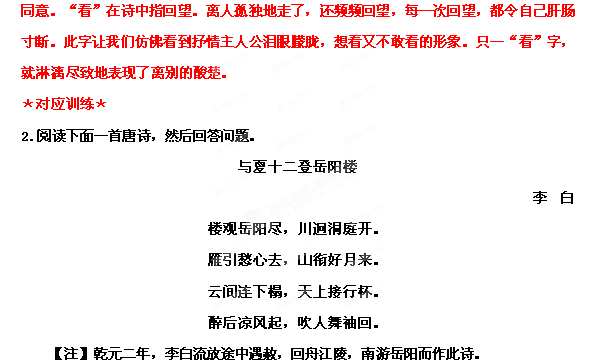 同意。“看”在诗中指回望。离人孤独地走了，还频频回望，每一次回望，都令自己肝肠
寸断。此字让我们仿佛看到抒情主人公泪眼朦胧，想看又不敢看的形象。只一“看”字，
就淋漓尽致地表现了离别的酸楚。
＊对应训练＊
2.阅读下面一首唐诗，然后回答问题。
与夏十二登岳阳楼
李 白
楼观岳阳尽，川迥洞庭开。
雁引愁心去，山衔好月来。
云间连下榻，天上接行杯。
醉后凉风起，吹人舞袖回。
【注】乾元二年，李白流放途中遇赦，回舟江陵，南游岳阳而作此诗。